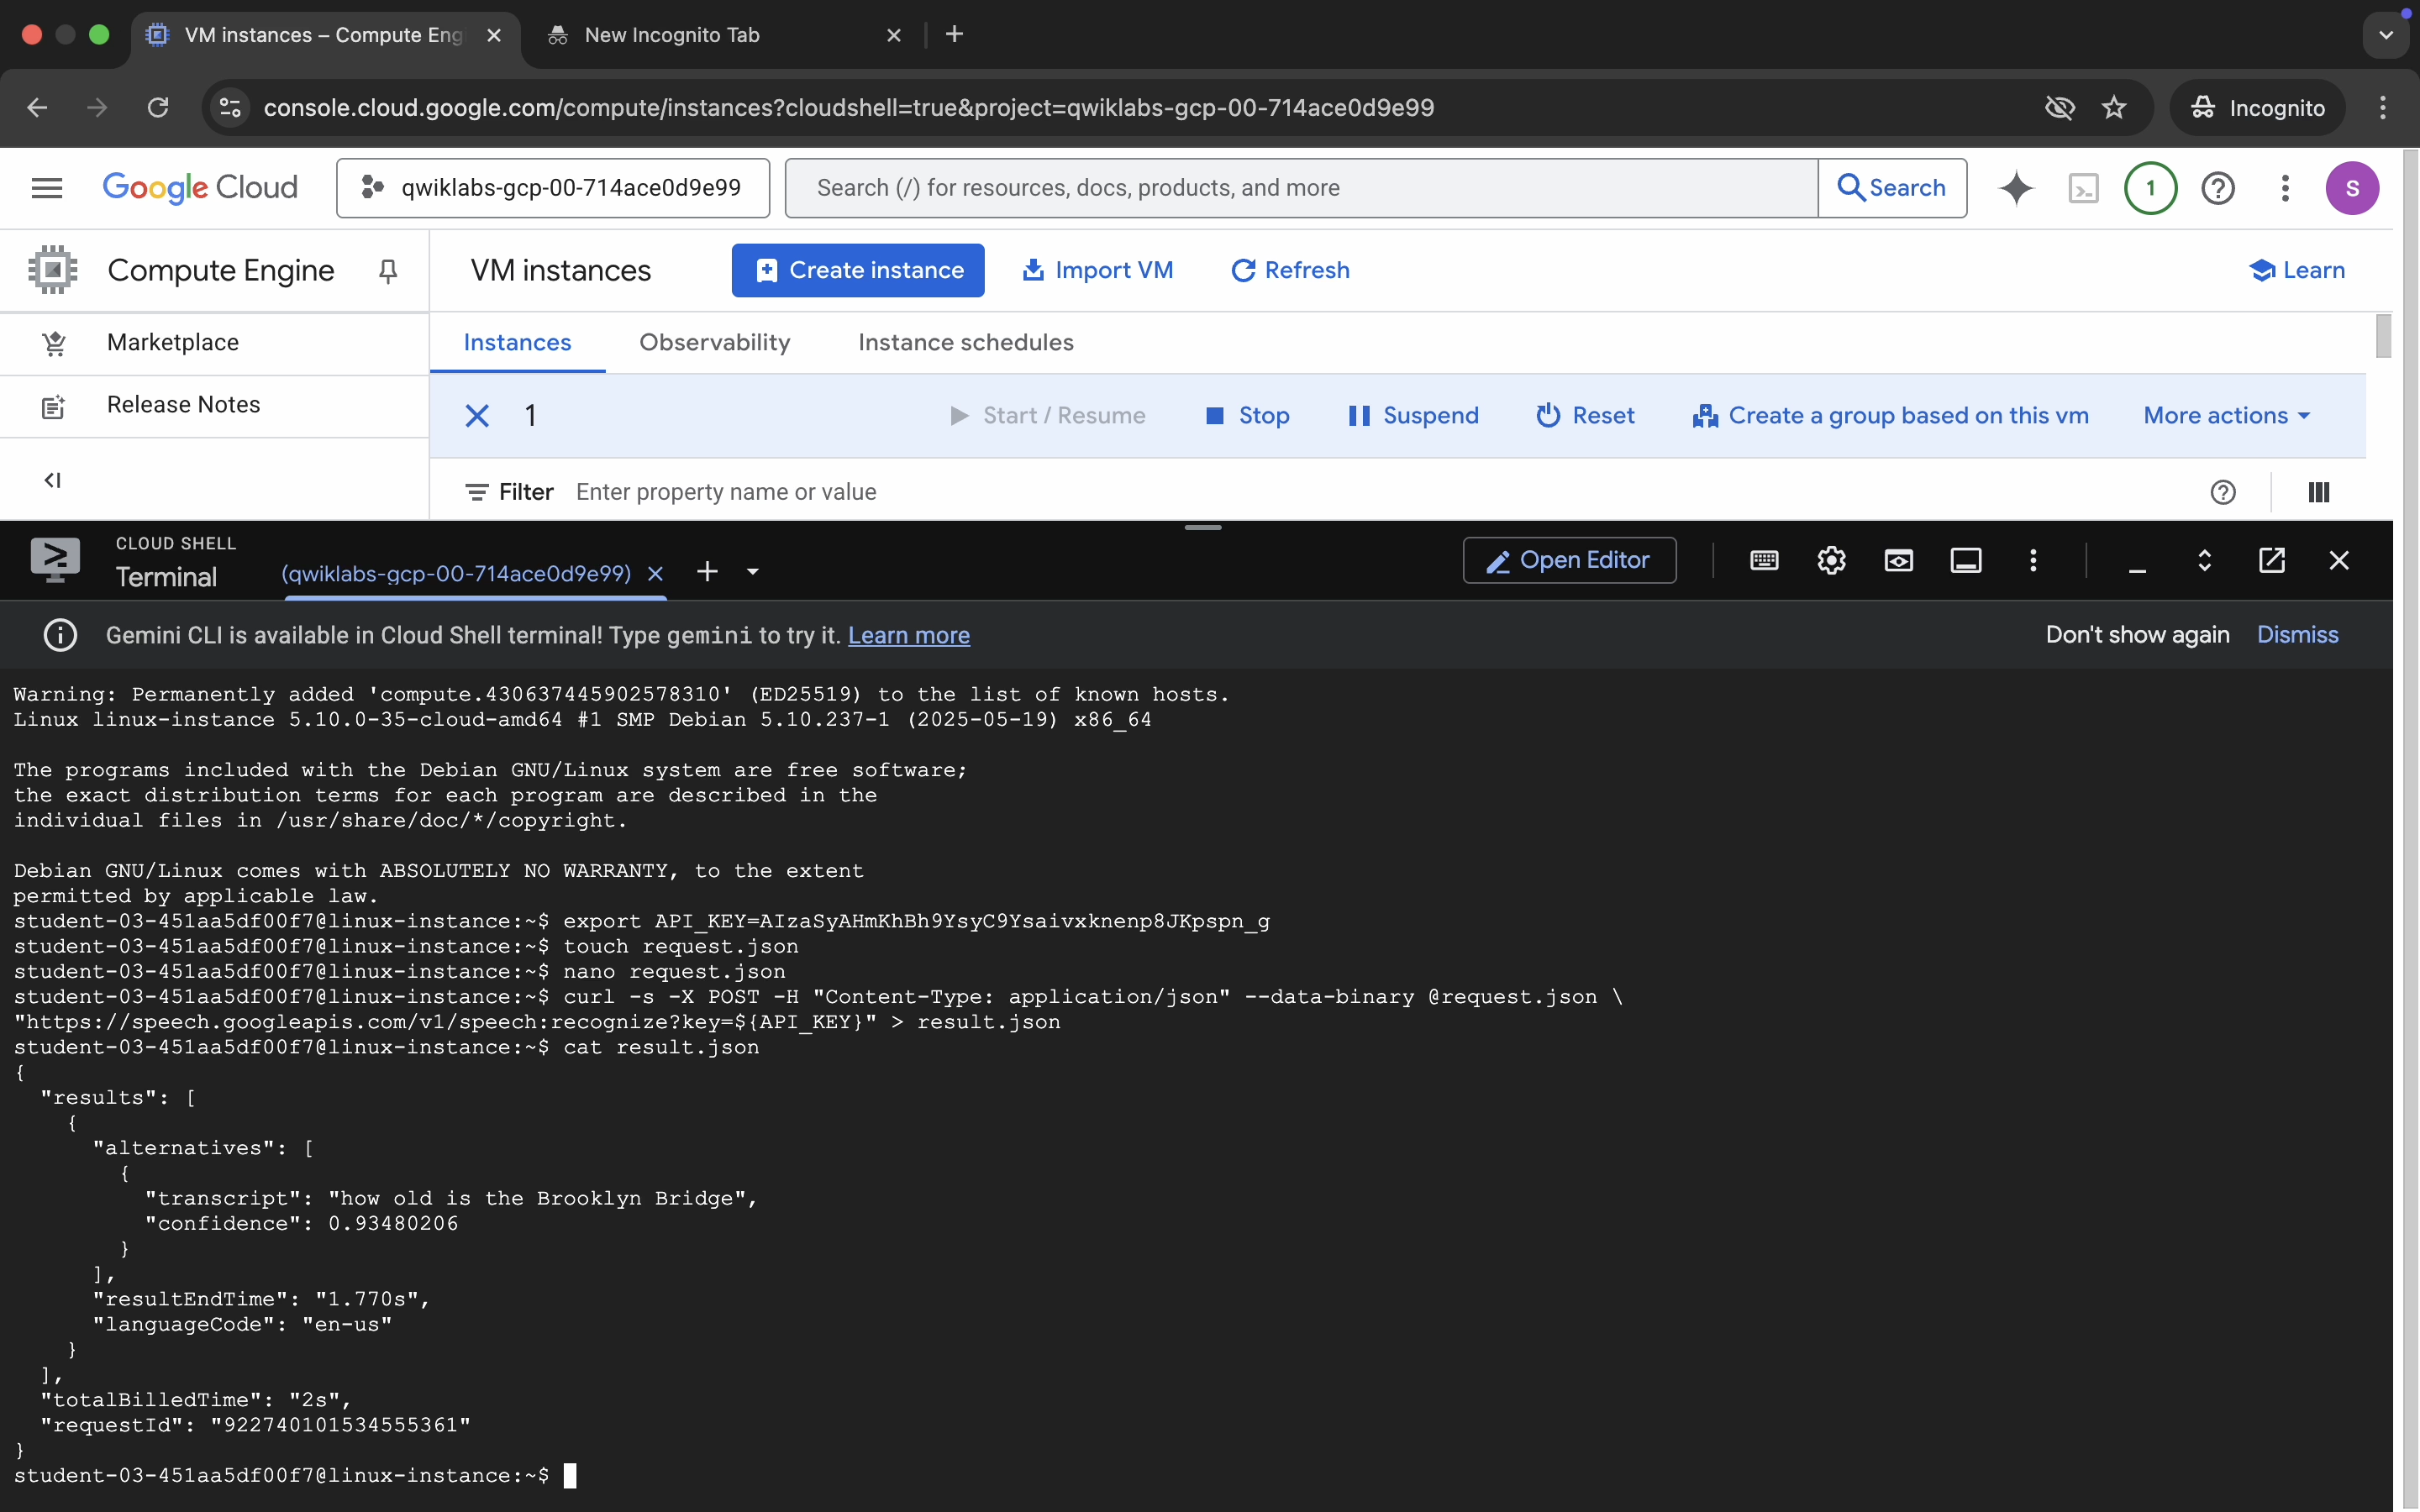 VM instances – Compute Eng
New Incognito Tab
console.cloud.google.com/compute/instances?cloudshell=true&project=qwiklabs-gcp-00-714ace0d9e99
Incognito
Google Cloud
qwiklabs-gcp-00-714ace0d9e99
Search (/) for resources, docs, products, and more
Search
1
S
Compute Engine
VM instances
Create instance
Import VM
Refresh
Learn
Marketplace
Release Notes
Instances
Observability
Instance schedules
1
Start / Resume
Stop
Suspend
Reset
Create a group based on this vm
More actions
Filter
Enter property name or value
CLOUD SHELL
Terminal
(qwiklabs-gcp-00-714ace0d9e99)
Open Editor
Gemini CLI is available in Cloud Shell terminal! Type gemini to try it. Learn more
Don't show again
Dismiss
Warning: Permanently added 'compute.430637445902578310' (ED25519) to the list of known hosts.
Linux linux-instance 5.10.0-35-cloud-amd64 #1 SMP Debian 5.10.237-1 (2025-05-19) x86_64
The programs included with the Debian GNU/Linux system are free software;
the exact distribution terms for each program are described in the
individual files in /usr/share/doc/*/copyright.
Debian GNU/Linux comes with ABSOLUTELY NO WARRANTY, to the extent
permitted by applicable law.
student-03-451aa5df00f7@linux-instance:~$ export API_KEY=AIzaSyAHmKhBh9YsyC9Ysaivxknenp8JKpspn_g
student-03-451aa5df00f7@linux-instance:~$ touch request.json
student-03-451aa5df00f7@linux-instance:~$ nano request.json
student-03-451aa5df00f7@linux-instance:~$ curl -s -X POST -H "Content-Type: application/json" --data-binary @request.json \
"https://speech.googleapis.com/v1/speech:recognize?key=${API_KEY}" > result.json
student-03-451aa5df00f7@linux-instance:~$ cat result.json
{
  "results": [
    {
      "alternatives": [
        {
          "transcript": "how old is the Brooklyn Bridge",
          "confidence": 0.93480206
        }
      ],
      "resultEndTime": "1.770s",
      "languageCode": "en-us"
    }
  ],
  "totalBilledTime": "2s",
  "requestId": "922740101534555361"
}
student-03-451aa5df00f7@linux-instance:~$